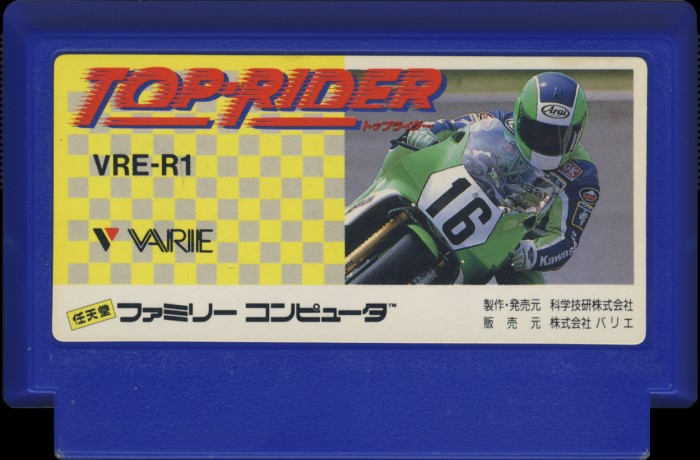 TOP-RIDER
トップライダー
VRE-R1
VARIE
Arai
16
Kawas
任天堂 ファミリー コンピュータ™
製作・発売元 科学技研株式会社
販売元 株式会社 バリエ